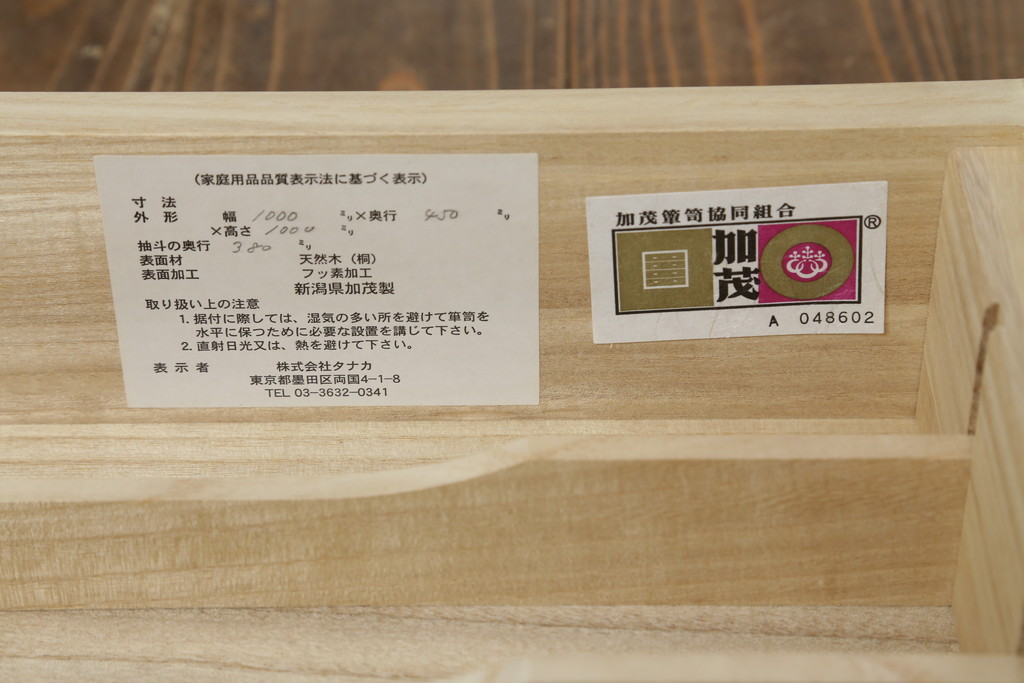 (家庭用品品質表示法に基づく表示)
寸法
外形 幅 1000 ミリ×奥行 450 ミリ
×高さ 1000 ミリ
抽斗の奥行 380 ミリ
表面材 天然木(桐)
表面加工 フッ素加工
新潟県加茂製
取り扱い上の注意
1. 据付に際しては、湿気の多い所を避けて箪笥を
水平に保つために必要な設置を講じて下さい。
2. 直射日光又は、熱を避けて下さい。
表示者 株式会社タナカ
東京都墨田区両国4-1-8
TEL 03-3632-0341
加茂箪笥協同組合
加茂 ®
A 048602